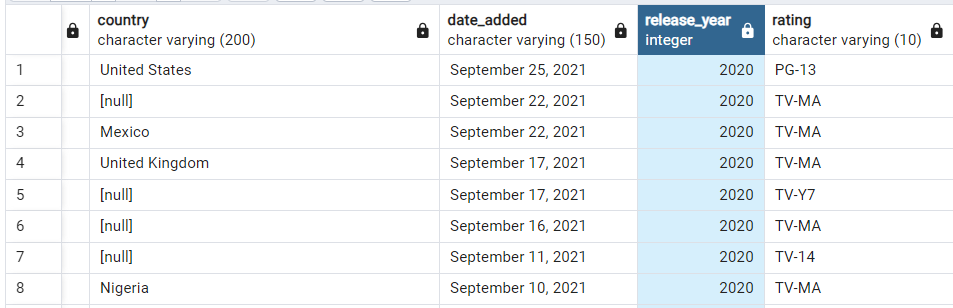 country date_added release_year rating
character varying (200) character varying (150) integer character varying (10)
1 United States September 25, 2021 2020 PG-13
2 [null] September 22, 2021 2020 TV-MA
3 Mexico September 22, 2021 2020 TV-MA
4 United Kingdom September 17, 2021 2020 TV-MA
5 [null] September 17, 2021 2020 TV-Y7
6 [null] September 16, 2021 2020 TV-MA
7 [null] September 11, 2021 2020 TV-14
8 Nigeria September 10, 2021 2020 TV-MA